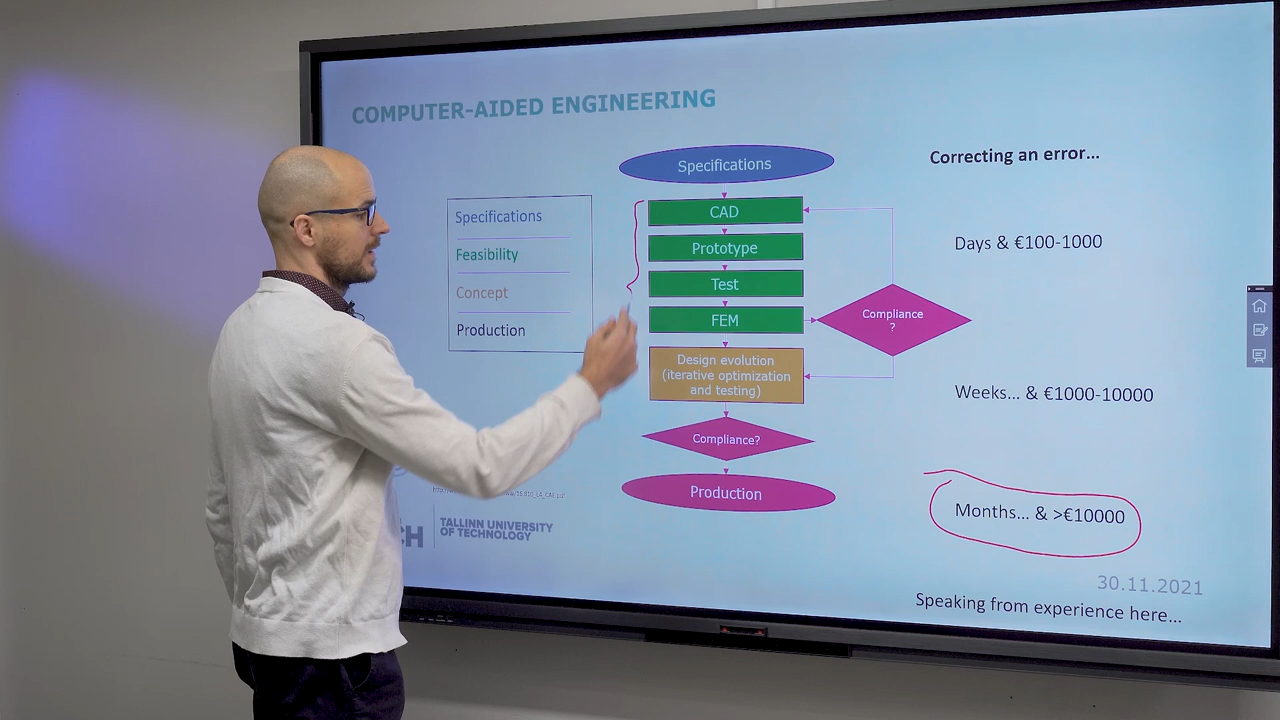 COMPUTER-AIDED ENGINEERING
Specifications
Feasibility
Concept
Production
Specifications
CAD
Prototype
Test
FEM
Design evolution
(iterative optimization
and testing)
Compliance?
Production
Compliance
?
Correcting an error...
Days & €100-1000
Weeks... & €1000-10000
Months... & >€10000
TALLINN UNIVERSITY
OF TECHNOLOGY
30.11.2021
Speaking from experience here...